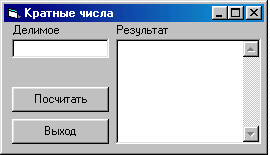 Кратные числа
Делимое
Результат
Посчитать
Выход